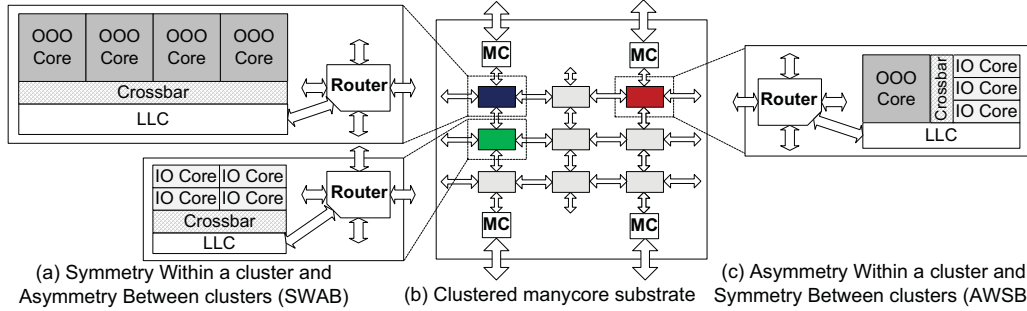 OOO Core
OOO Core
OOO Core
OOO Core
Crossbar
LLC
Router
IO Core IO Core
IO Core IO Core
Crossbar
LLC
Router
(a) Symmetry Within a cluster and
Asymmetry Between clusters (SWAB)
MC
MC
MC
MC
(b) Clustered manycore substrate
Router
OOO Core
Crossbar
IO Core
IO Core
IO Core
LLC
(c) Asymmetry Within a cluster and
Symmetry Between clusters (AWSB